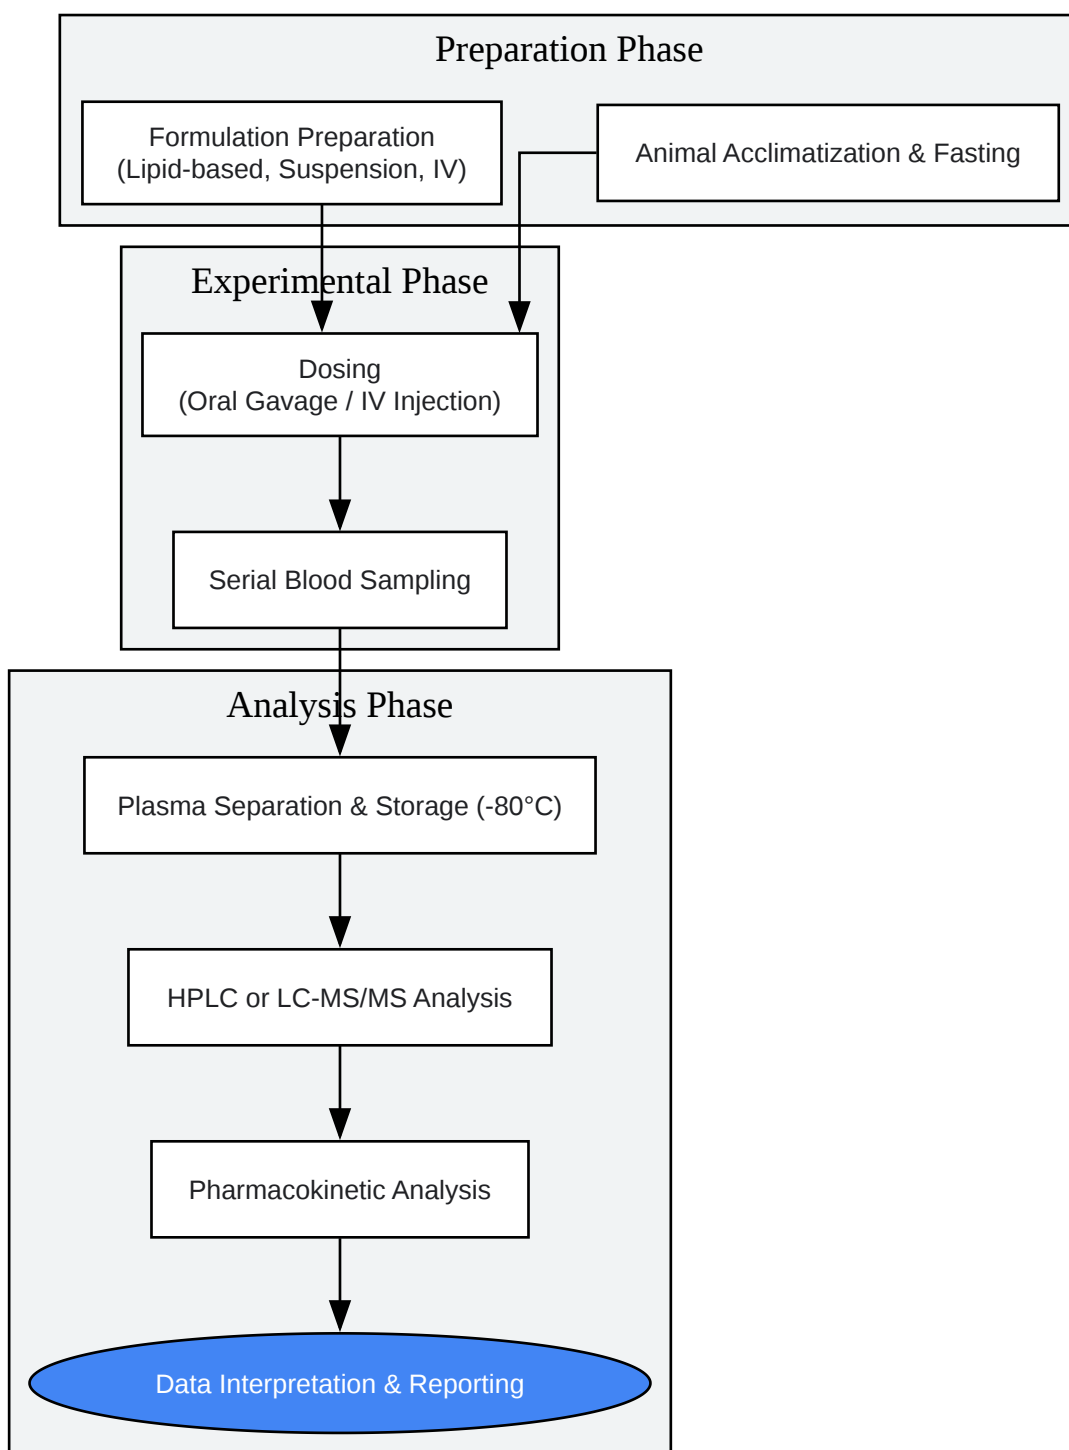 Preparation Phase
Formulation Preparation
(Lipid-based, Suspension, IV)
Animal Acclimatization & Fasting
Experimental Phase
Dosing
(Oral Gavage / IV Injection)
Serial Blood Sampling
Analysis Phase
Plasma Separation & Storage (-80°C)
HPLC or LC-MS/MS Analysis
Pharmacokinetic Analysis
Data Interpretation & Reporting